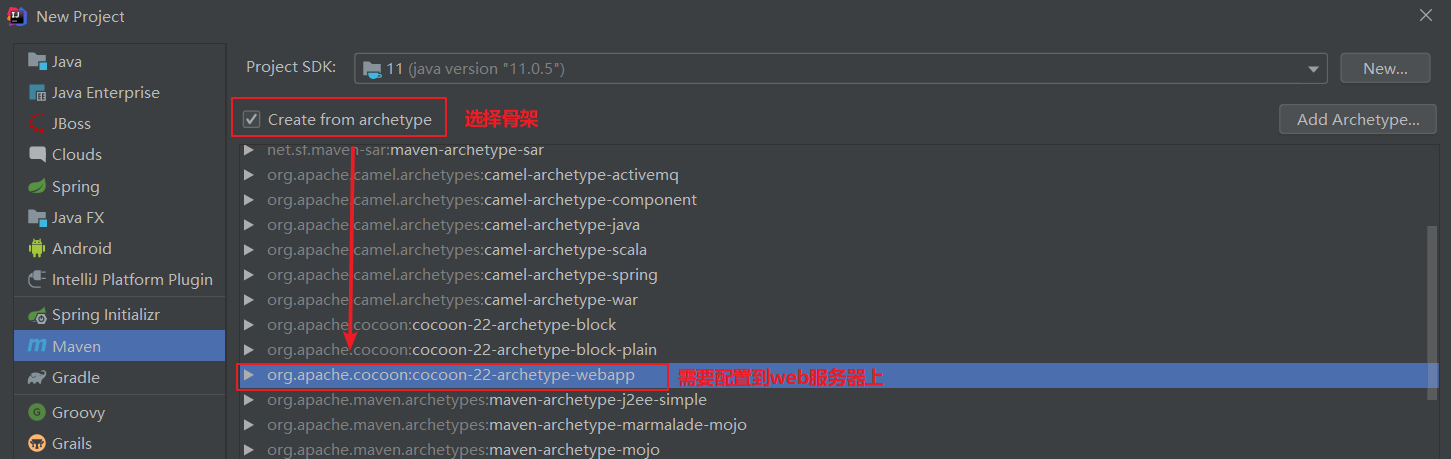 New Project
Java
Java Enterprise
JBoss
Clouds
Spring
Java FX
Android
IntelliJ Platform Plugin
Spring Initializr
Maven
Gradle
Groovy
Grails
Project SDK: 11 (java version "11.0.5") New...
Create from archetype 选择骨架 Add Archetype...
net.sf.maven-sar:maven-archetype-sar
org.apache.camel.archetypes:camel-archetype-activemq
org.apache.camel.archetypes:camel-archetype-component
org.apache.camel.archetypes:camel-archetype-java
org.apache.camel.archetypes:camel-archetype-scala
org.apache.camel.archetypes:camel-archetype-spring
org.apache.camel.archetypes:camel-archetype-war
org.apache.cocoon:cocoon-22-archetype-block
org.apache.cocoon:cocoon-22-archetype-block-plain
org.apache.cocoon:cocoon-22-archetype-webapp 需要配置到web服务器上
org.apache.maven.archetypes:maven-archetype-j2ee-simple
org.apache.maven.archetypes:maven-archetype-marmalade-mojo
org.apache.maven.archetypes:maven-archetype-mojo